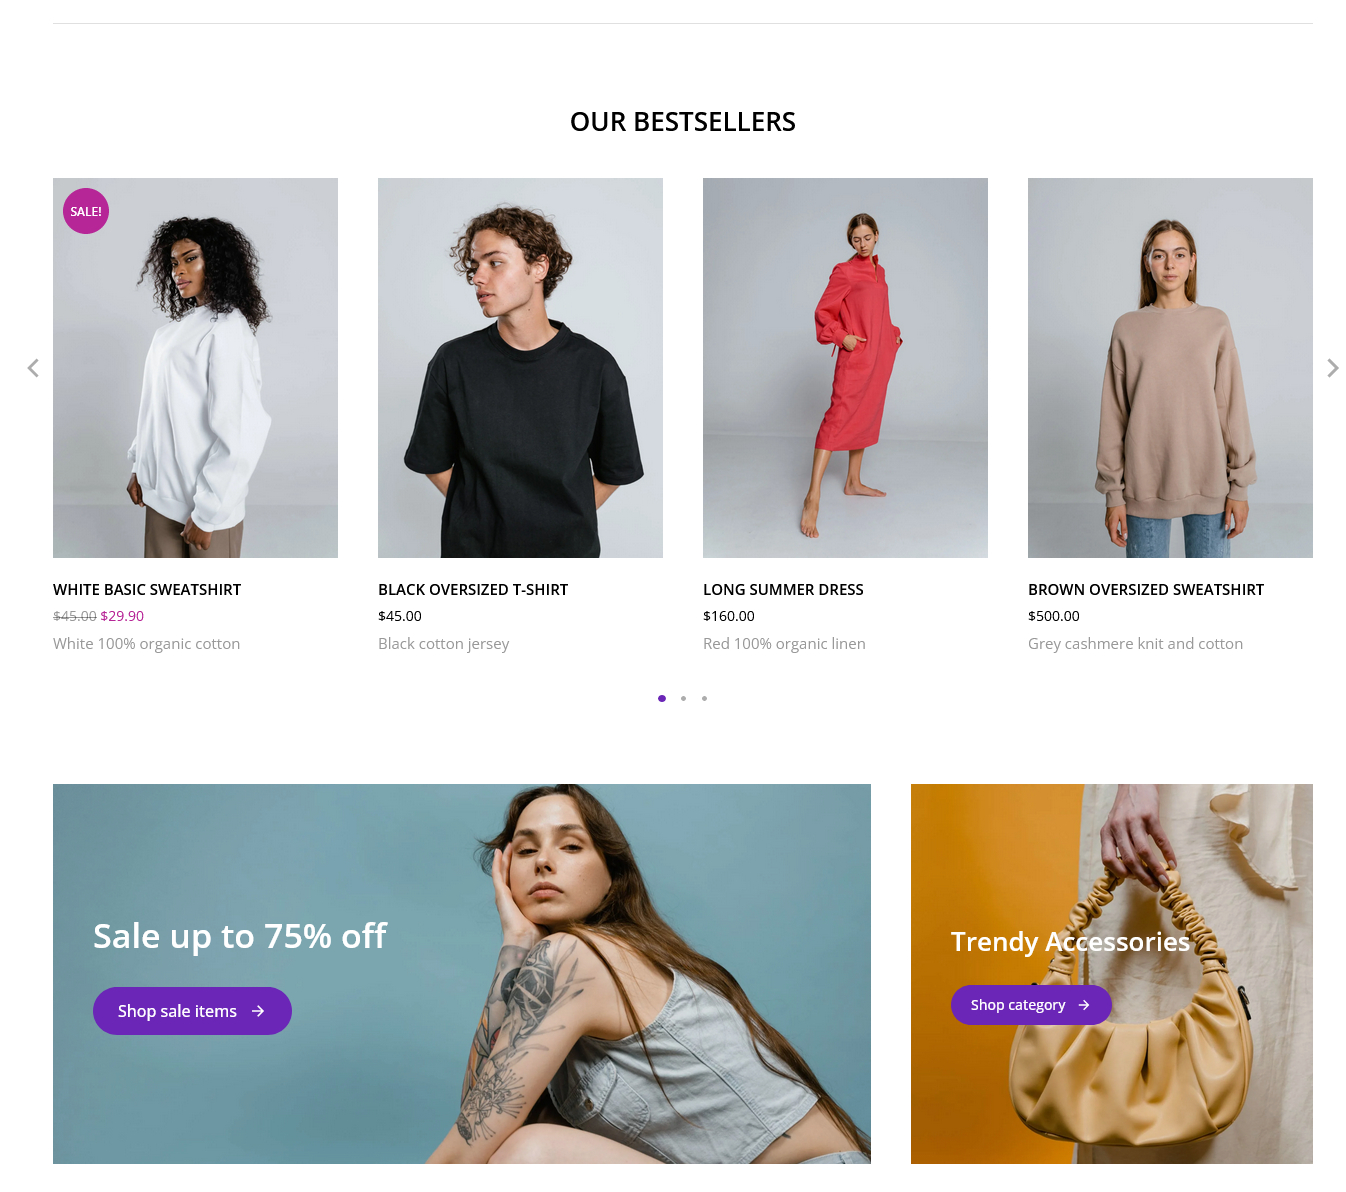 OUR BESTSELLERS
SALE!
WHITE BASIC SWEATSHIRT
$45.00 $29.90
White 100% organic cotton
BLACK OVERSIZED T-SHIRT
$45.00
Black cotton jersey
LONG SUMMER DRESS
$160.00
Red 100% organic linen
BROWN OVERSIZED SWEATSHIRT
$500.00
Grey cashmere knit and cotton
Sale up to 75% off
Shop sale items
Trendy Accessories
Shop category